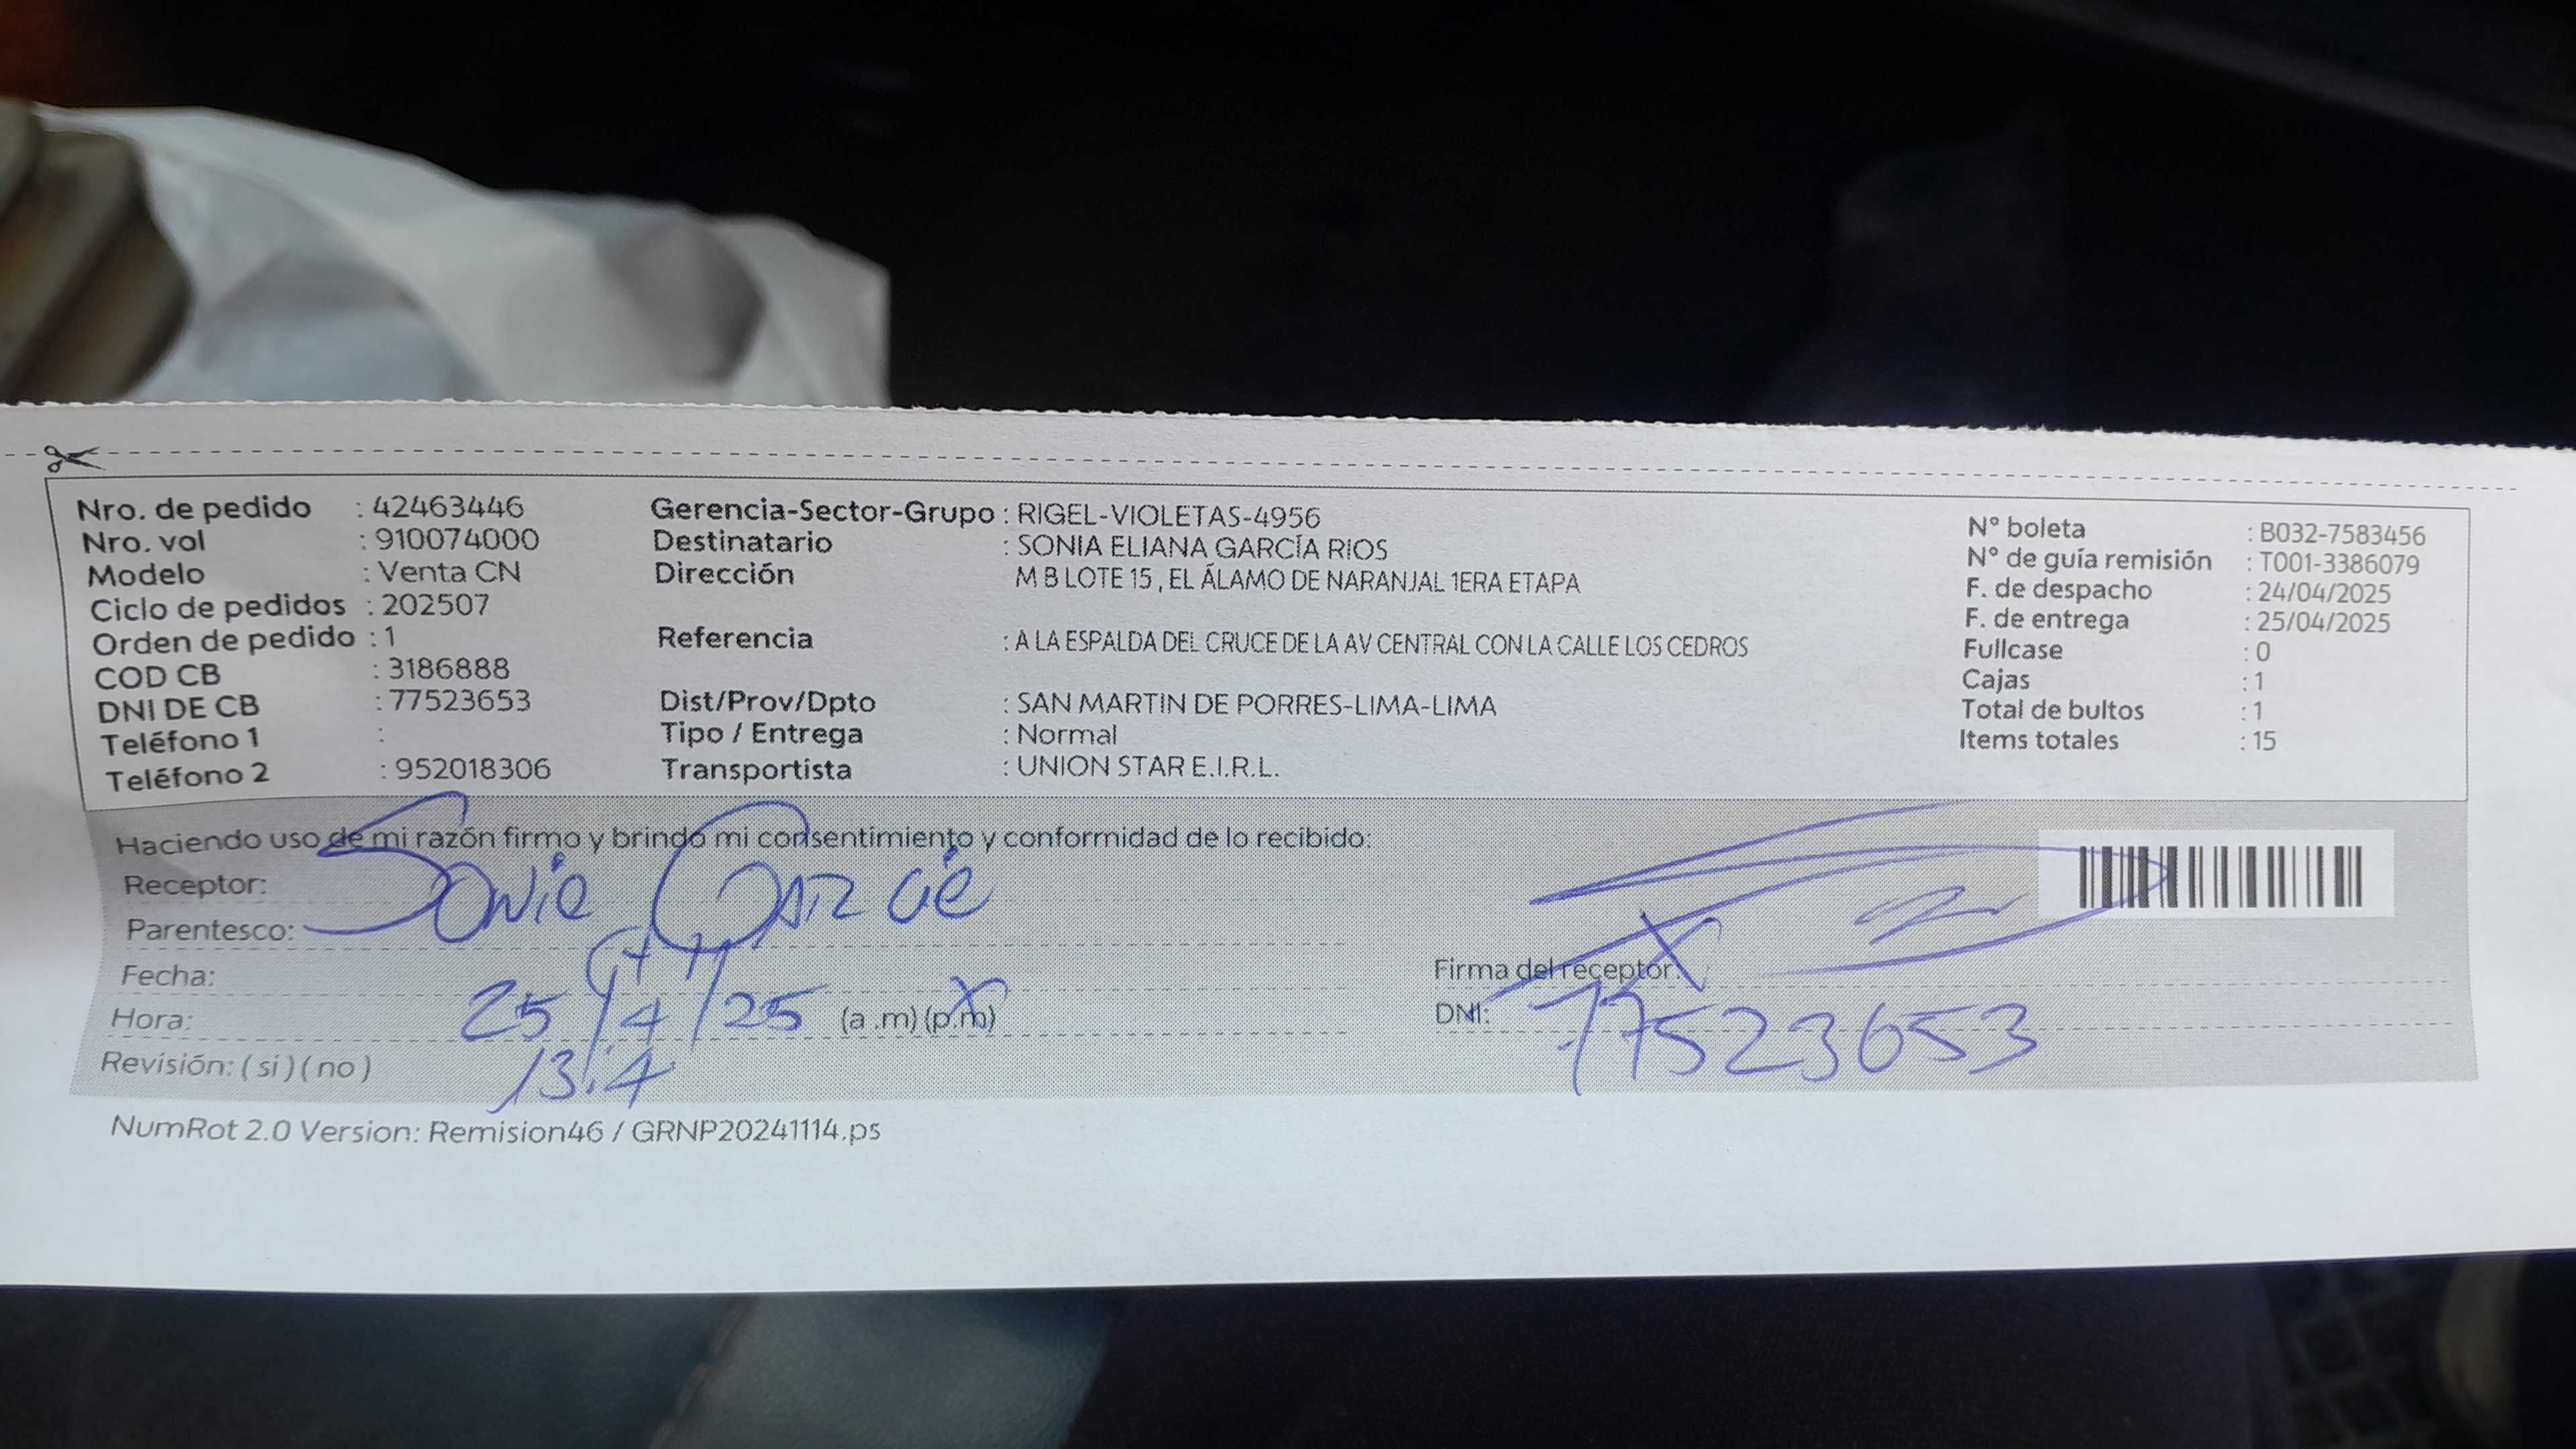 Nro. de pedido : 42463446
Nro. vol : 910074000
Modelo : Venta CN
Ciclo de pedidos : 202507
Orden de pedido : 1
COD CB : 3186888
DNI DE CB : 77523653
Teléfono 1 :
Teléfono 2 : 952018306
Gerencia-Sector-Grupo : RIGEL-VIOLETAS-4956
Destinatario : SONIA ELIANA GARCÍA RIOS
Dirección M B LOTE 15 , EL ÁLAMO DE NARANJAL 1ERA ETAPA
Referencia : A LA ESPALDA DEL CRUCE DE LA AV CENTRAL CON LA CALLE LOS CEDROS
Dist/Prov/Dpto : SAN MARTIN DE PORRES-LIMA-LIMA
Tipo / Entrega : Normal
Transportista : UNION STAR E.I.R.L.
N° boleta : B032-7583456
N° de guía remisión : T001-3386079
F. de despacho : 24/04/2025
F. de entrega : 25/04/2025
Fullcase : 0
Cajas : 1
Total de bultos : 1
Items totales : 15
Haciendo uso de mi razón firmo y brindo mi consentimiento y conformidad de lo recibido:
Receptor: Sonia Garcia
Parentesco:
Fecha: 25/4/25
Hora: 13:4 (a .m) (p.m)
Revisión: ( si ) ( no )
Firma del receptor:
DNI: 77523653
NumRot 2.0 Version: Remision46 / GRNP20241114.ps